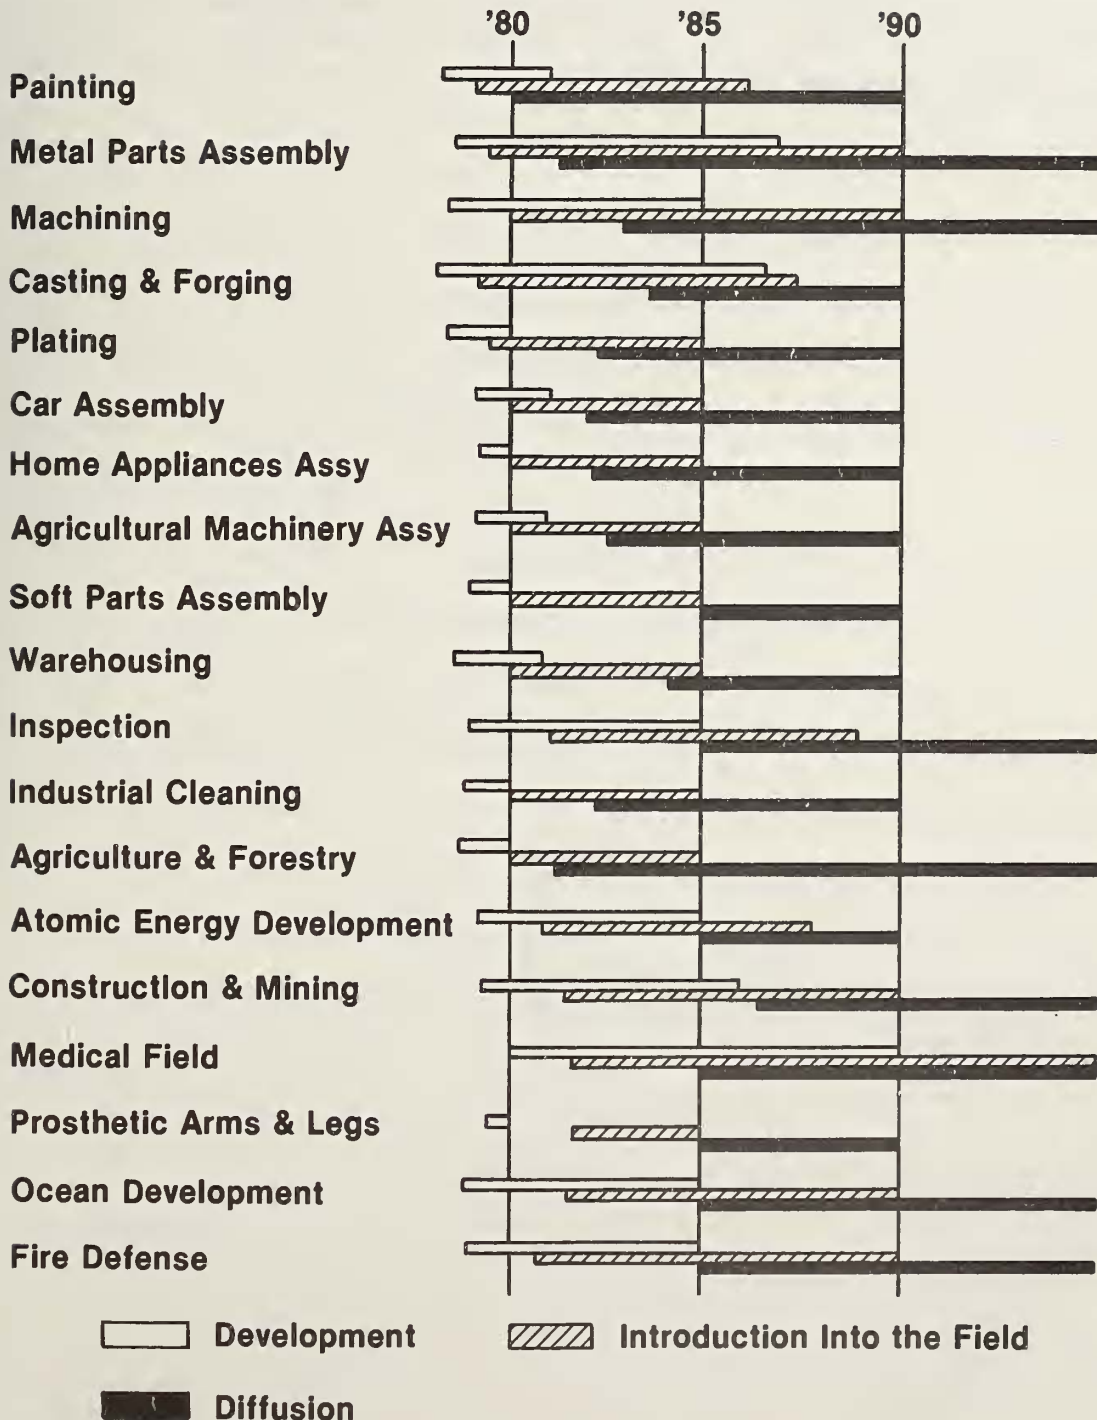 '80 '85 '90
Painting
Metal Parts Assembly
Machining
Casting & Forging
Plating
Car Assembly
Home Appliances Assy
Agricultural Machinery Assy
Soft Parts Assembly
Warehousing
Inspection
Industrial Cleaning
Agriculture & Forestry
Atomic Energy Development
Construction & Mining
Medical Field
Prosthetic Arms & Legs
Ocean Development
Fire Defense
Development Introduction Into the Field
Diffusion